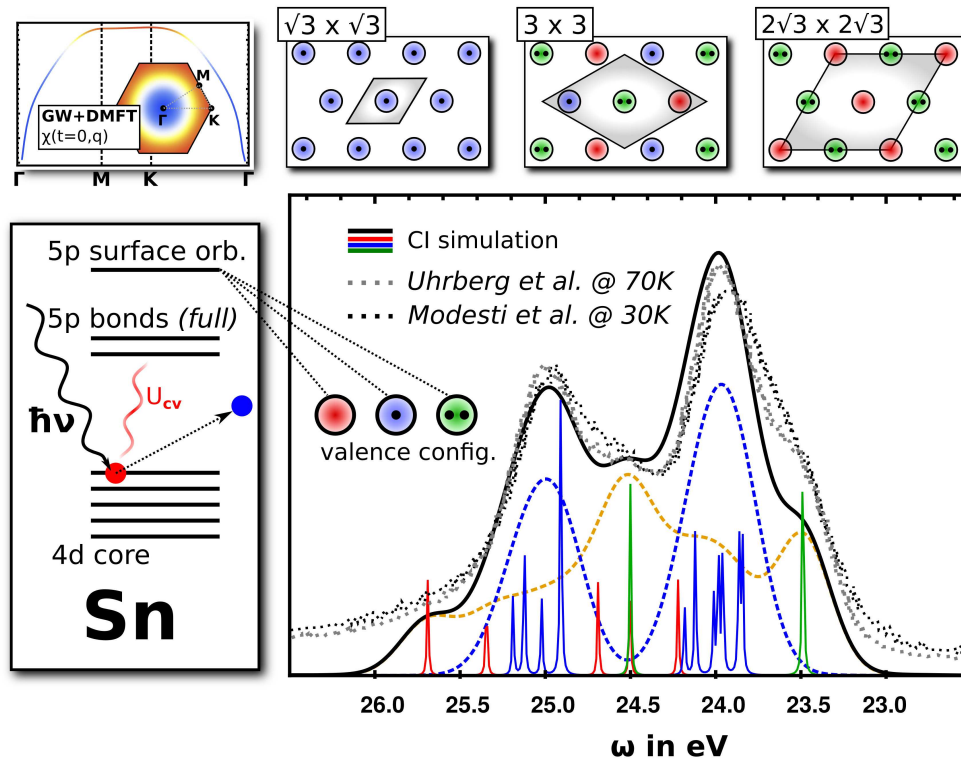 √3 x √3
3 x 3
2√3 x 2√3
M
Γ
K
GW+DMFT
χ(t=0,q)
Γ M K Γ
5p surface orb.
5p bonds (full)
ħν
Ucv
4d core
Sn
CI simulation
Uhrberg et al. @ 70K
Modesti et al. @ 30K
valence config.
26.0 25.5 25.0 24.5 24.0 23.5 23.0
ω in eV